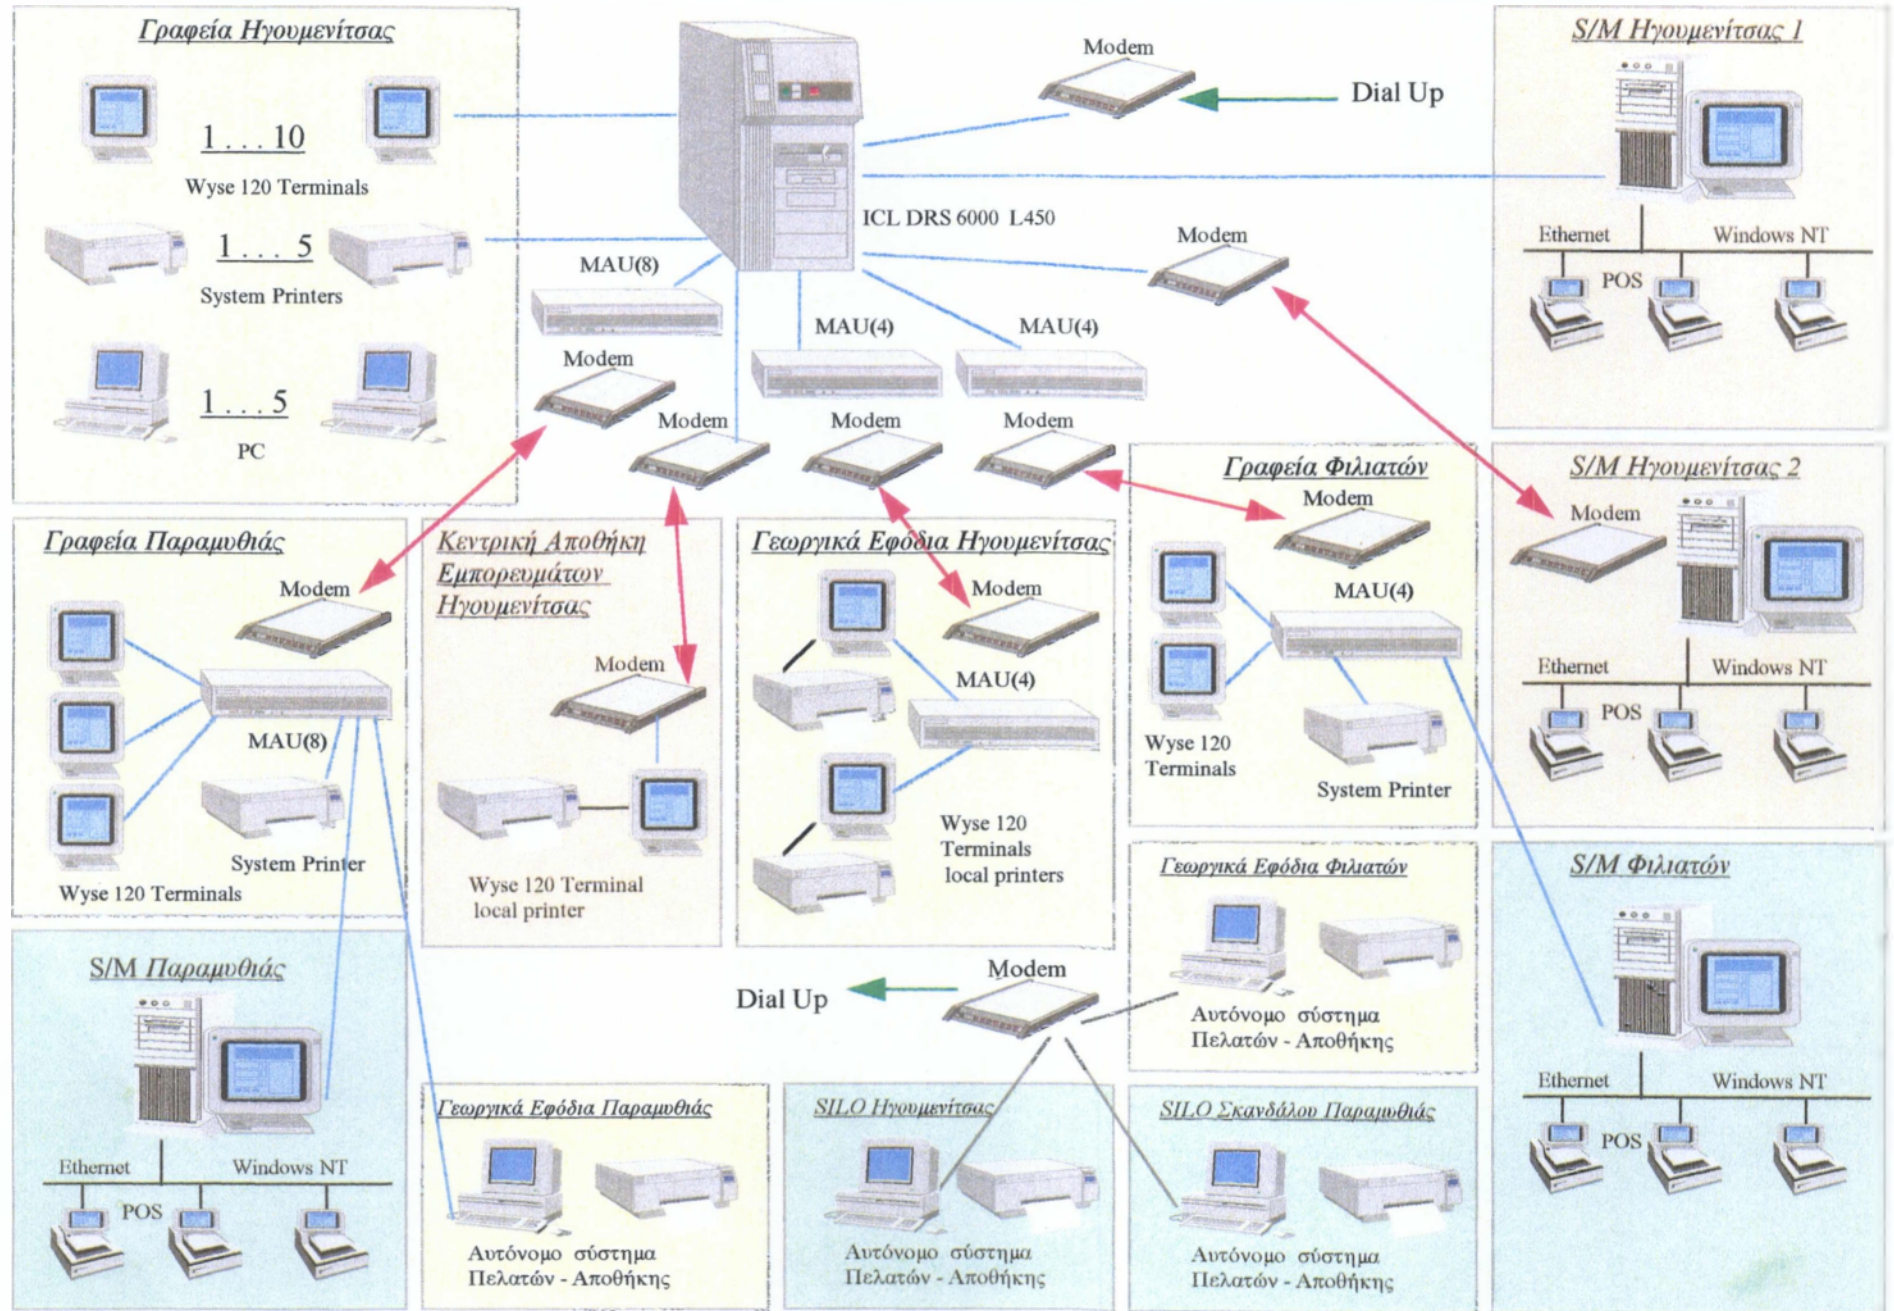 Γραφεία Ηγουμενίτσας
1 . . . 10
Wyse 120 Terminals
1 . . . 5
System Printers
1 . . . 5
PC
Modem
Dial Up
ICL DRS 6000 L450
MAU(8)
MAU(4)
MAU(4)
Modem
Modem
Modem
Modem
Modem
S/M Ηγουμενίτσας 1
Ethernet
Windows NT
POS
Γραφεία Παραμυθιάς
Modem
MAU(8)
System Printer
Wyse 120 Terminals
Κεντρική Αποθήκη
Εμπορευμάτων
Ηγουμενίτσας
Modem
Wyse 120 Terminal
local printer
Γεωργικά Εφόδια Ηγουμενίτσας
Modem
MAU(4)
Wyse 120
Terminals
local printers
Γραφεία Φιλιατών
Modem
MAU(4)
Wyse 120
Terminals
System Printer
S/M Ηγουμενίτσας 2
Modem
Ethernet
Windows NT
POS
S/M Παραμυθιάς
Ethernet
Windows NT
POS
Γεωργικά Εφόδια Παραμυθιάς
Αυτόνομο σύστημα
Πελατών - Αποθήκης
Dial Up
Modem
SILO Ηγουμενίτσας
Αυτόνομο σύστημα
Πελατών - Αποθήκης
Γεωργικά Εφόδια Φιλιατών
Αυτόνομο σύστημα
Πελατών - Αποθήκης
SILO Σκανδάλου Παραμυθιάς
Αυτόνομο σύστημα
Πελατών - Αποθήκης
S/M Φιλιατών
Ethernet
Windows NT
POS